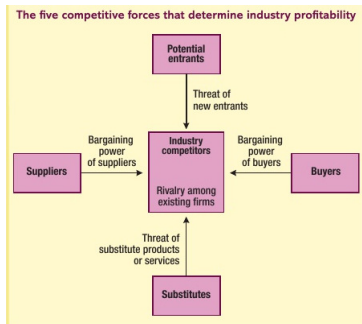 The five competitive forces that determine industry profitability
Potential
entrants
Threat of
new entrants
Bargaining
power
of suppliers
Industry
competitors
Bargaining
power
of buyers
Suppliers
Rivalry among
existing firms
Buyers
Threat of
substitute products
or services
Substitutes